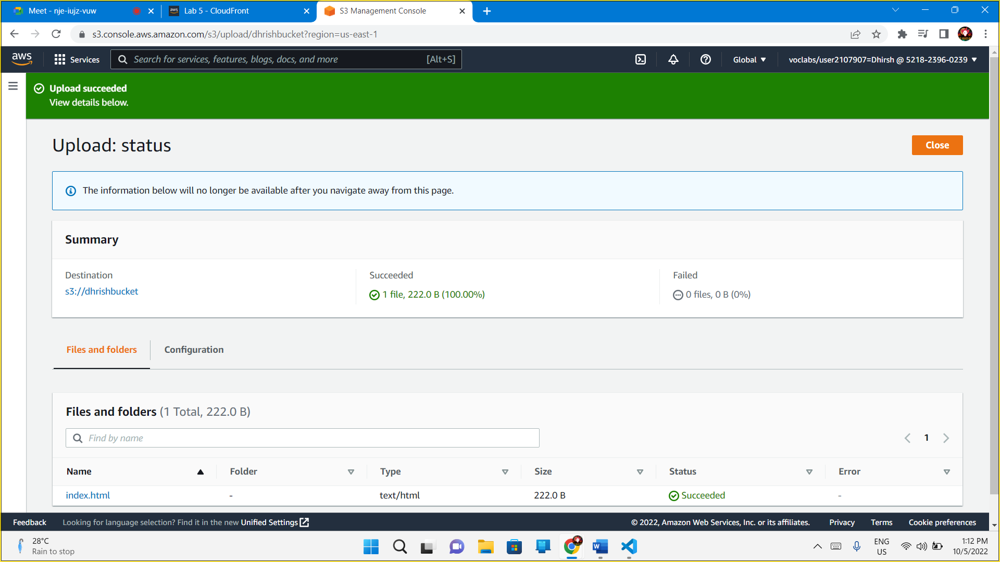 Meet - nje-iujz-vuw
Lab 5 - CloudFront
S3 Management Console
s3.console.aws.amazon.com/s3/upload/dhrishbucket?region=us-east-1
aws
Services
Search for services, features, blogs, docs, and more
[Alt+S]
Global
voclabs/user2107907=Dhirsh @ 5218-2396-0239
Upload succeeded
View details below.
Upload: status
Close
The information below will no longer be available after you navigate away from this page.
Summary
Destination
s3://dhrishbucket
Succeeded
1 file, 222.0 B (100.00%)
Failed
0 files, 0 B (0%)
Files and folders
Configuration
Files and folders (1 Total, 222.0 B)
Find by name
1
Name Folder Type Size Status Error
index.html - text/html 222.0 B Succeeded -
Feedback Looking for language selection? Find it in the new Unified Settings
© 2022, Amazon Web Services, Inc. or its affiliates. Privacy Terms Cookie preferences
28°C
Rain to stop
ENG
US
1:12 PM
10/5/2022